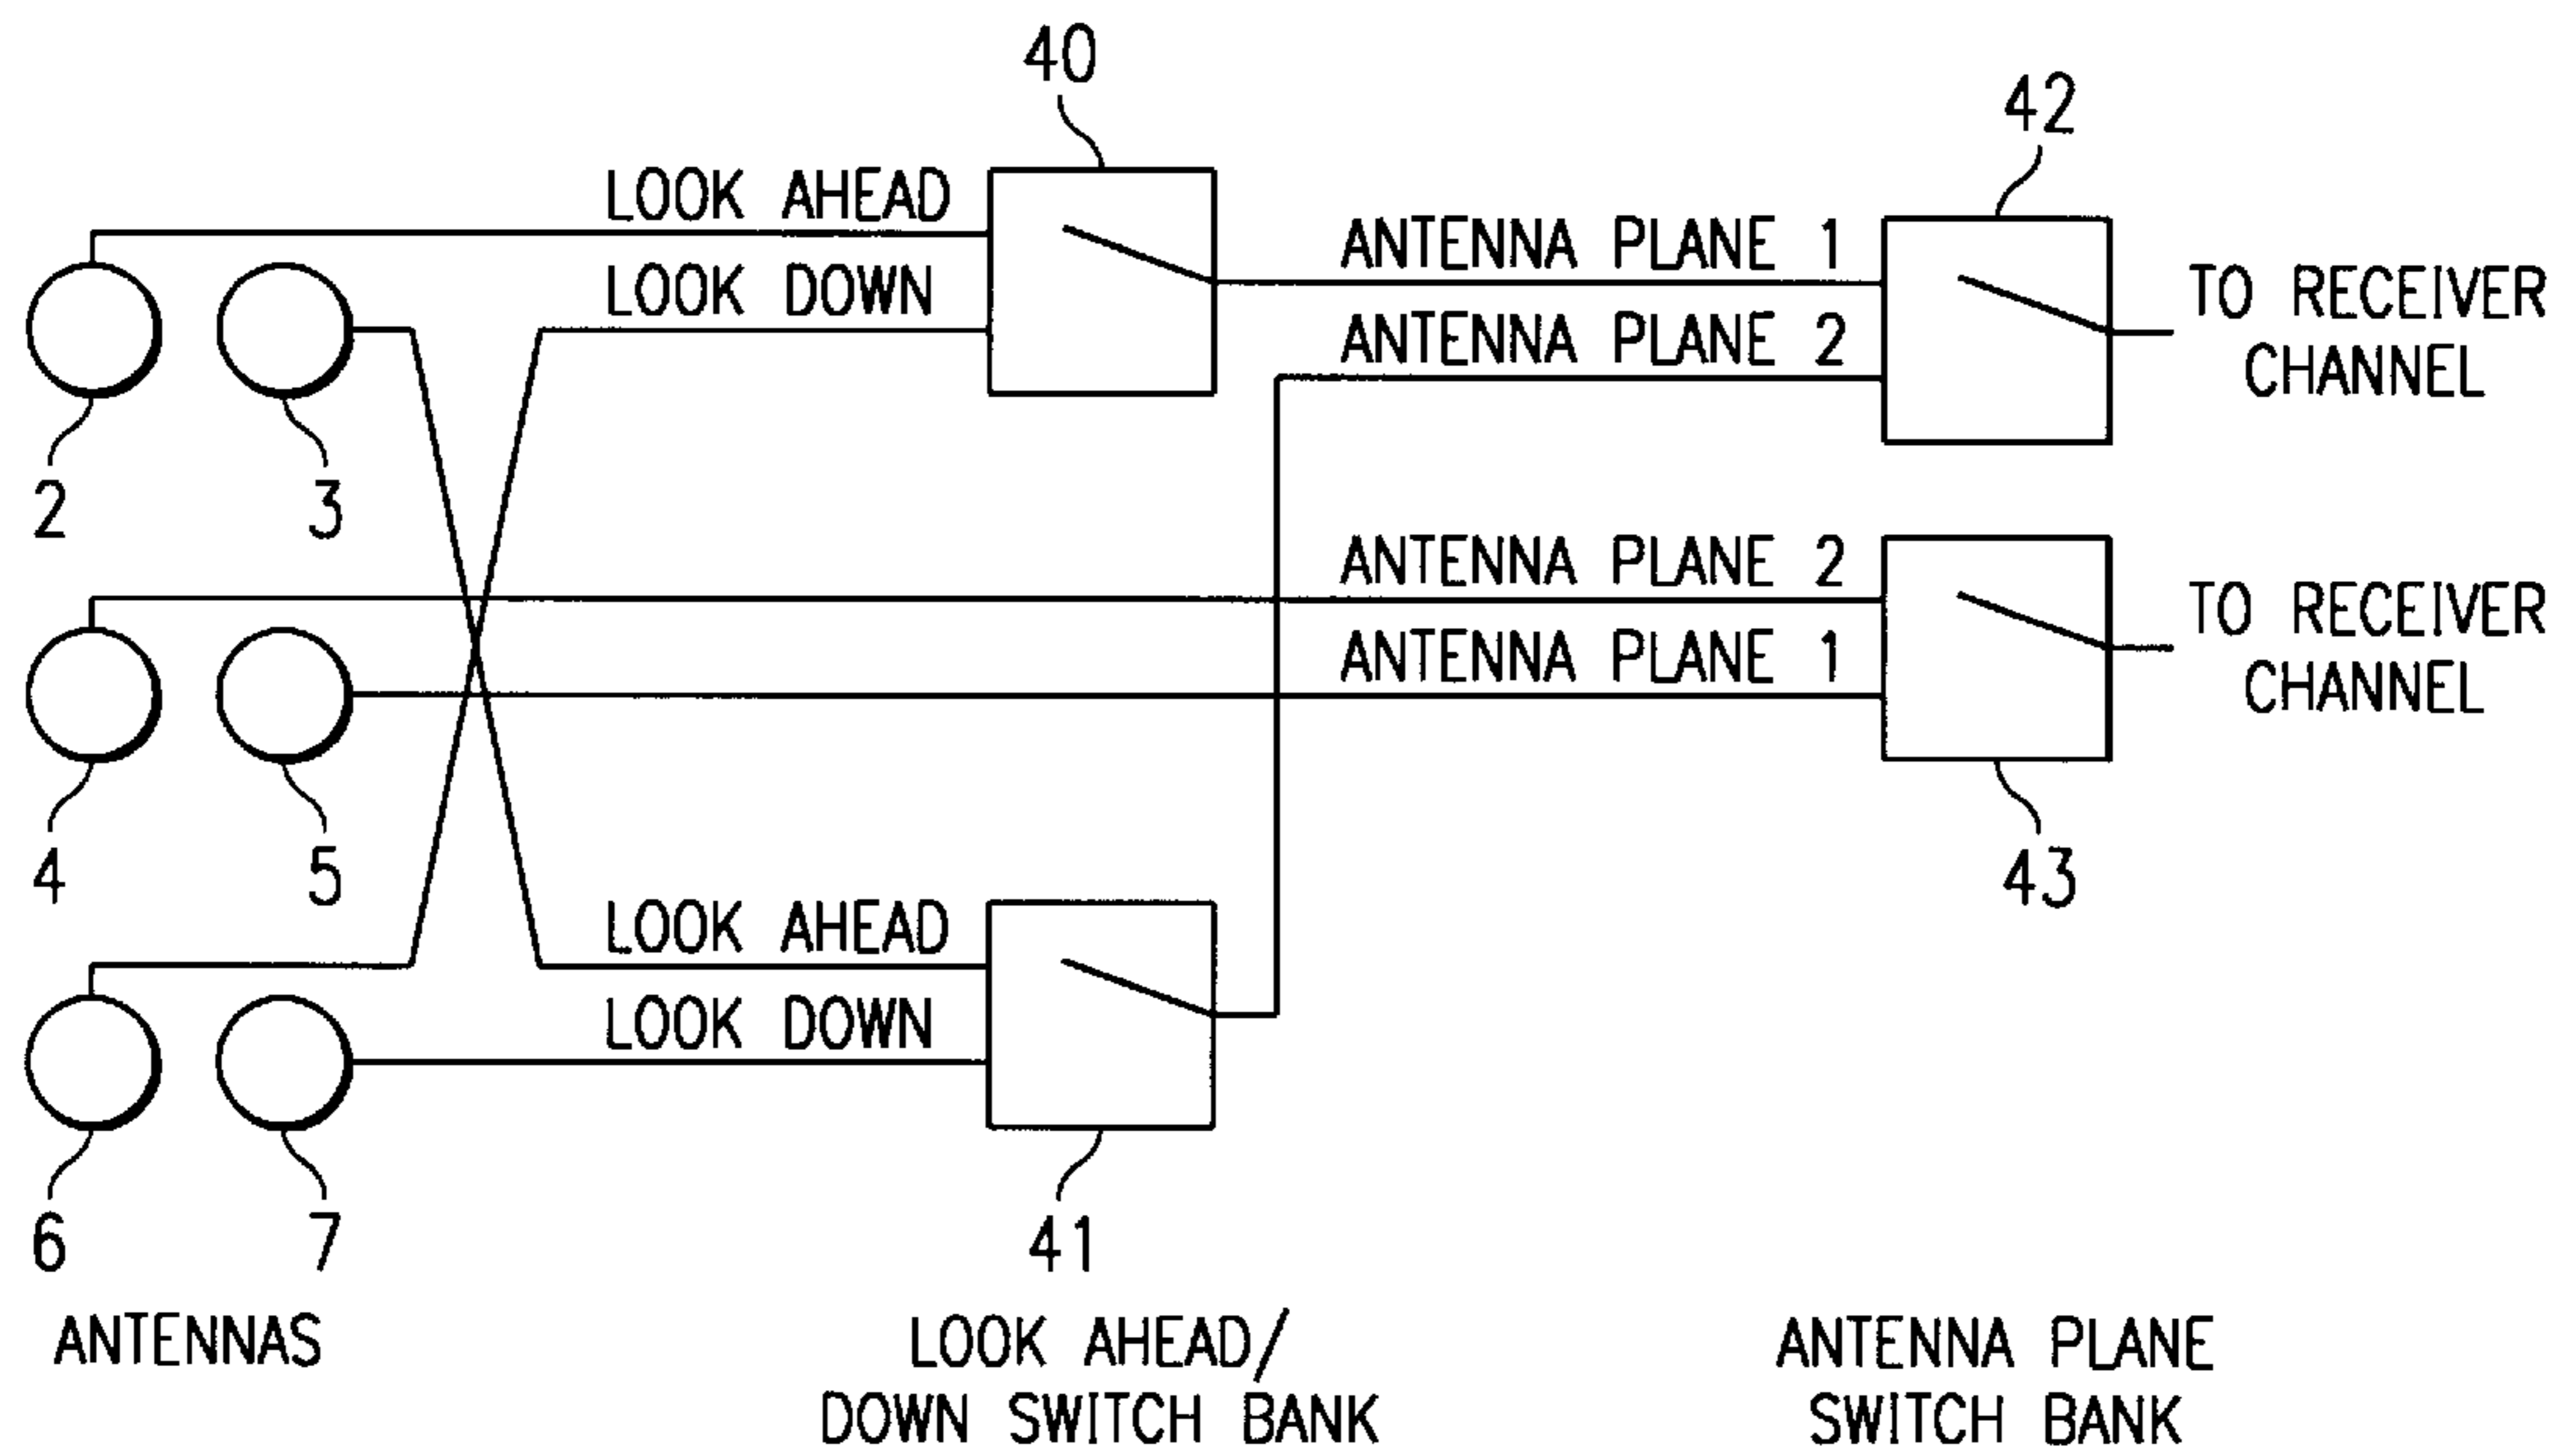 40
42
LOOK AHEAD
LOOK DOWN
ANTENNA PLANE 1
ANTENNA PLANE 2
TO RECEIVER
CHANNEL
2
3
ANTENNA PLANE 2
ANTENNA PLANE 1
TO RECEIVER
CHANNEL
4
5
43
LOOK AHEAD
LOOK DOWN
6
7
41
ANTENNAS
LOOK AHEAD/
DOWN SWITCH BANK
ANTENNA PLANE
SWITCH BANK